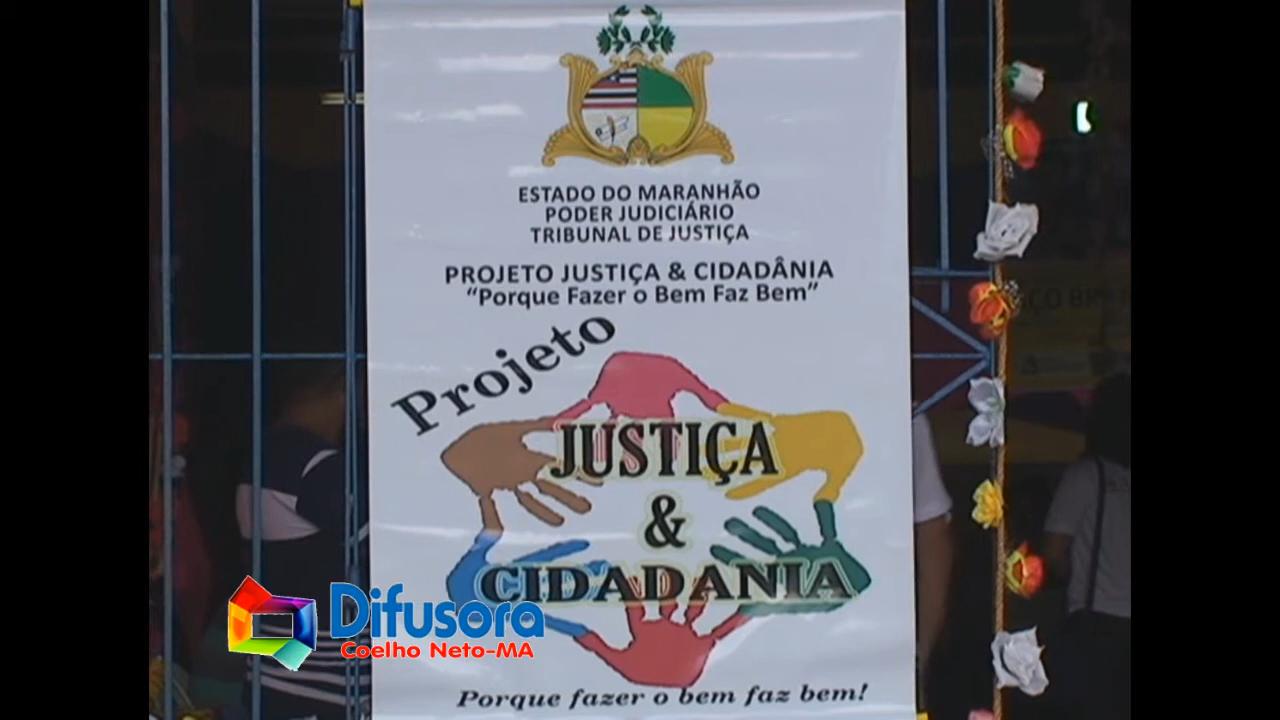 ESTADO DO MARANHÃO
PODER JUDICIÁRIO
TRIBUNAL DE JUSTIÇA
PROJETO JUSTIÇA & CIDADÂNIA
“Porque Fazer o Bem Faz Bem”
Projeto
JUSTIÇA
&
CIDADANIA
Difusora
Coelho Neto-MA
Porque fazer o bem faz bem!